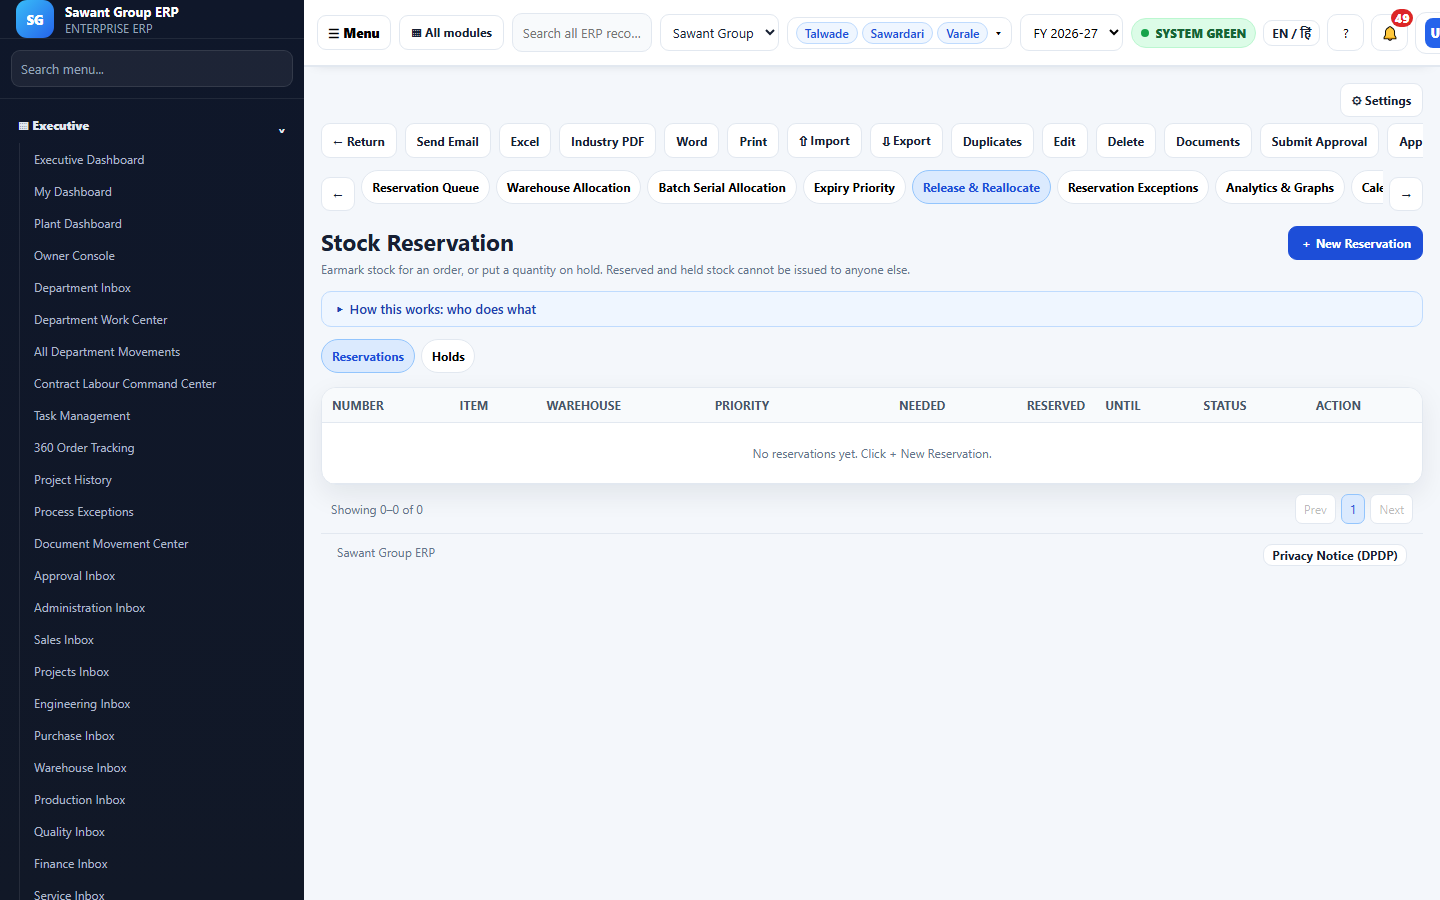 SG
Sawant Group ERP
ENTERPRISE ERP
Search menu...
Executive
Executive Dashboard
My Dashboard
Plant Dashboard
Owner Console
Department Inbox
Department Work Center
All Department Movements
Contract Labour Command Center
Task Management
360 Order Tracking
Project History
Process Exceptions
Document Movement Center
Approval Inbox
Administration Inbox
Sales Inbox
Projects Inbox
Engineering Inbox
Purchase Inbox
Warehouse Inbox
Production Inbox
Quality Inbox
Finance Inbox
Service Inbox
☰ Menu
All modules
Search all ERP reco...
Sawant Group
Talwade
Sawardari
Varale
FY 2026-27
SYSTEM GREEN
EN / हिं
?
49
U
⚙ Settings
← Return
Send Email
Excel
Industry PDF
Word
Print
⇧ Import
⇩ Export
Duplicates
Edit
Delete
Documents
Submit Approval
App
←
Reservation Queue
Warehouse Allocation
Batch Serial Allocation
Expiry Priority
Release & Reallocate
Reservation Exceptions
Analytics & Graphs
Cale
→
Stock Reservation
+ New Reservation
Earmark stock for an order, or put a quantity on hold. Reserved and held stock cannot be issued to anyone else.
▸ How this works: who does what
Reservations
Holds
NUMBER ITEM WAREHOUSE PRIORITY NEEDED RESERVED UNTIL STATUS ACTION
No reservations yet. Click + New Reservation.
Showing 0–0 of 0
Prev
1
Next
Sawant Group ERP
Privacy Notice (DPDP)